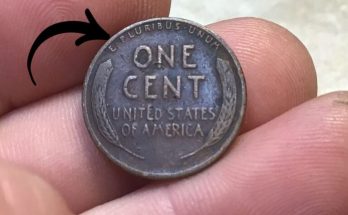 E·PLURIBUS·UNUM
ONE
CENT
UNITED STATES
OF AMERICA